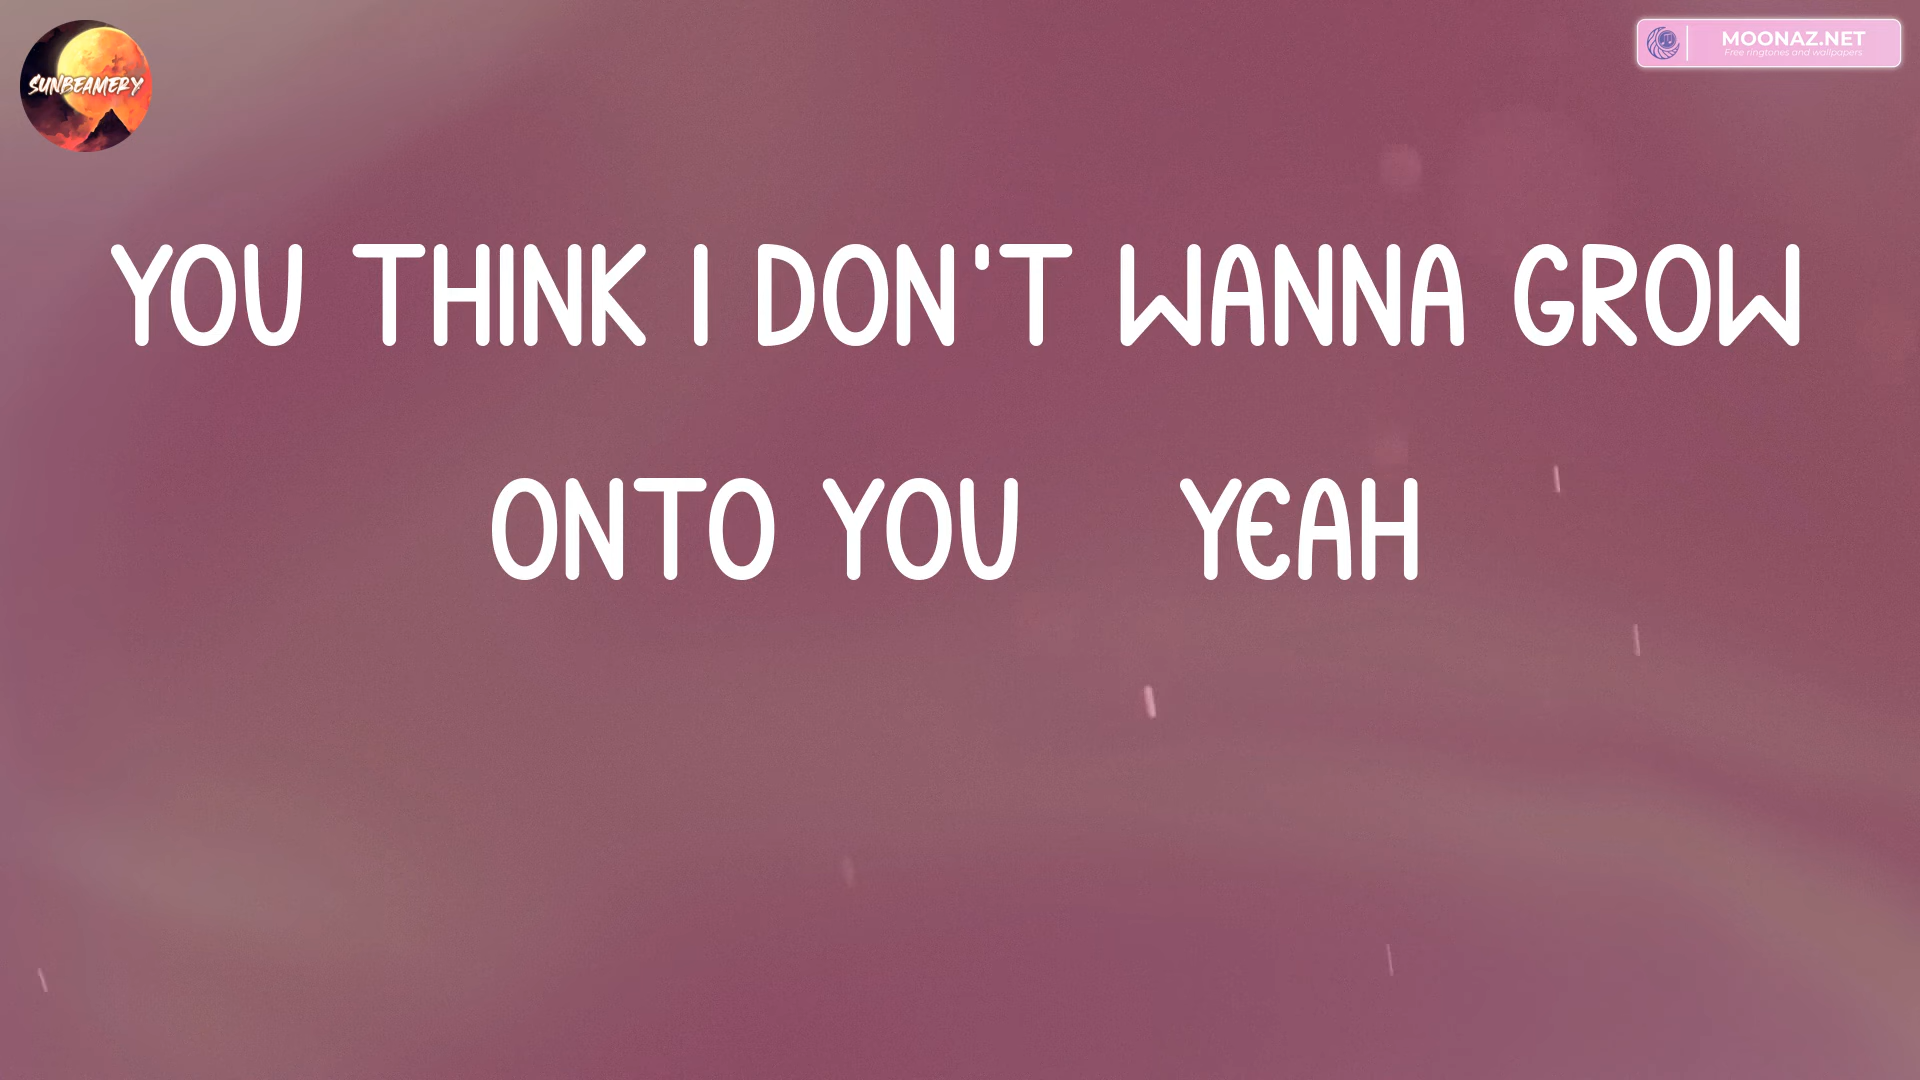 SUNBEAMERY
MOONAZ.NET
Free ringtones and wallpapers
YOU THINK I DON'T WANNA GROW
ONTO YOU YEAH